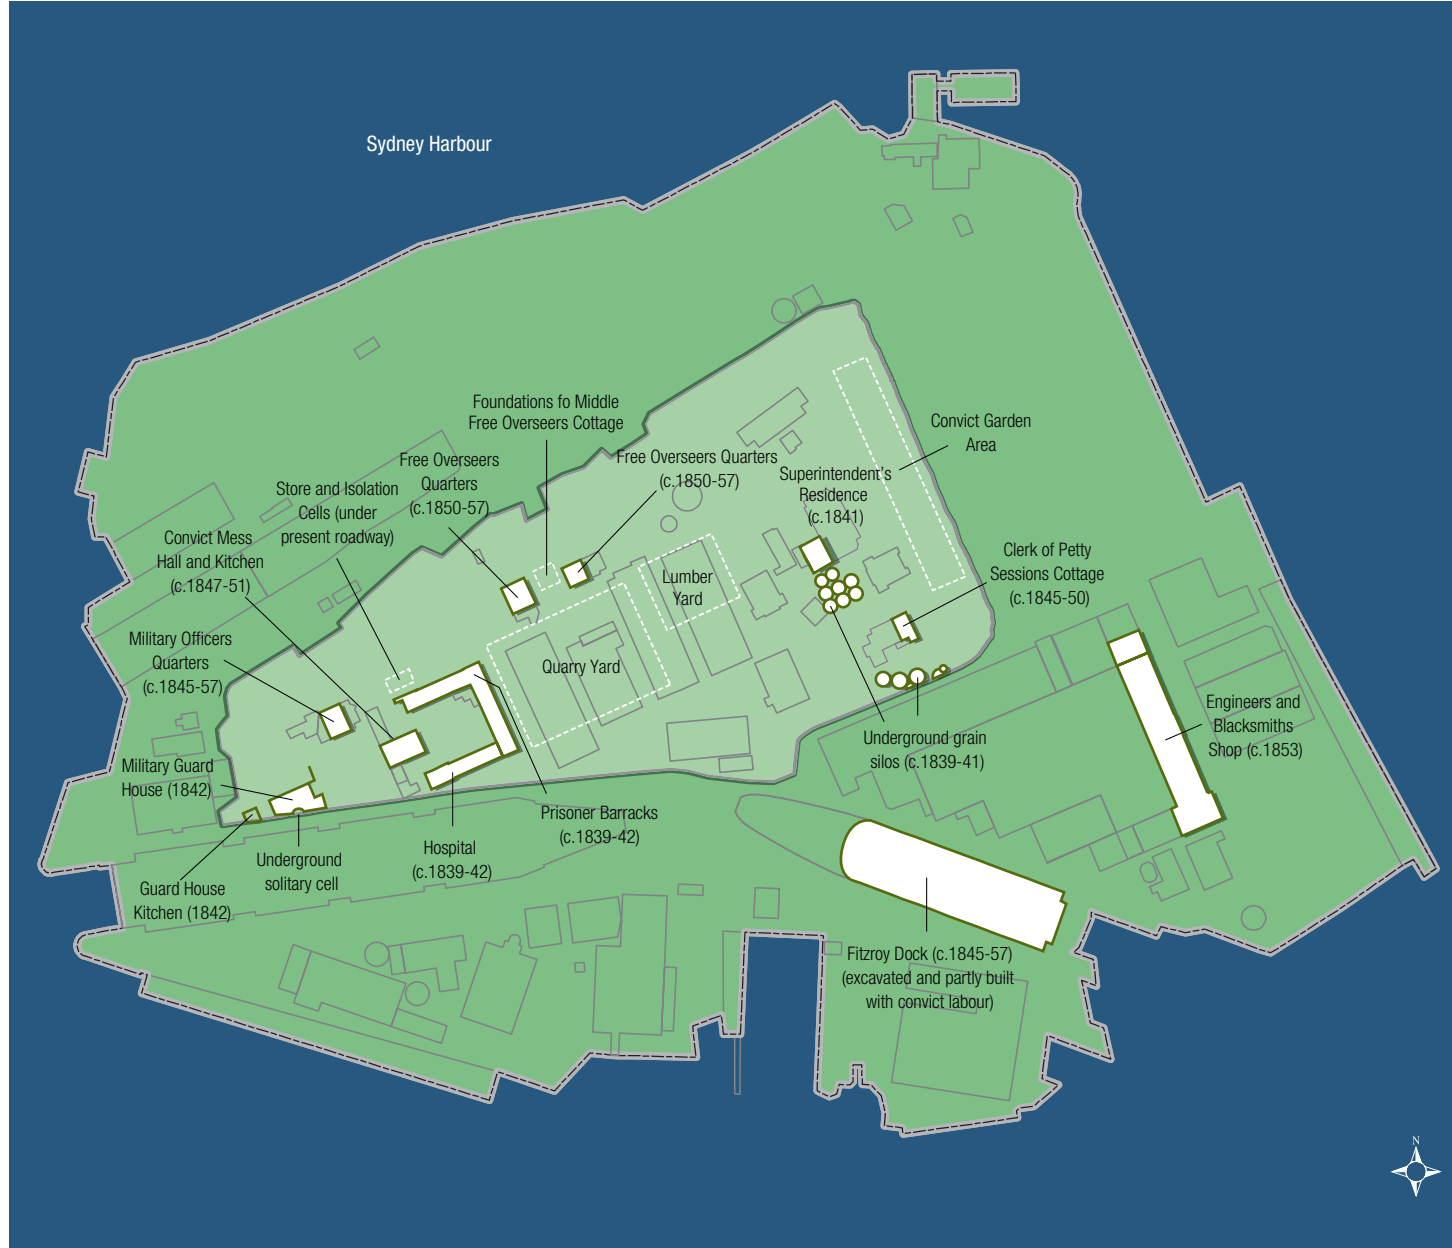 Sydney Harbour
Foundations fo Middle
Free Overseers Cottage
Convict Garden
Area
Free Overseers
Quarters
(c.1850-57)
Free Overseers Quarters
(c.1850-57)
Superintendent's
Residence
(c.1841)
Store and Isolation
Cells (under
present roadway)
Convict Mess
Hall and Kitchen
(c.1847-51)
Clerk of Petty
Sessions Cottage
(c.1845-50)
Lumber
Yard
Military Officers
Quarters
(c.1845-57)
Quarry Yard
Engineers and
Blacksmiths
Shop (c.1853)
Underground grain
silos (c.1839-41)
Military Guard
House (1842)
Prisoner Barracks
(c.1839-42)
Hospital
(c.1839-42)
Underground
solitary cell
Guard House
Kitchen (1842)
Fitzroy Dock (c.1845-57)
(excavated and partly built
with convict labour)
N